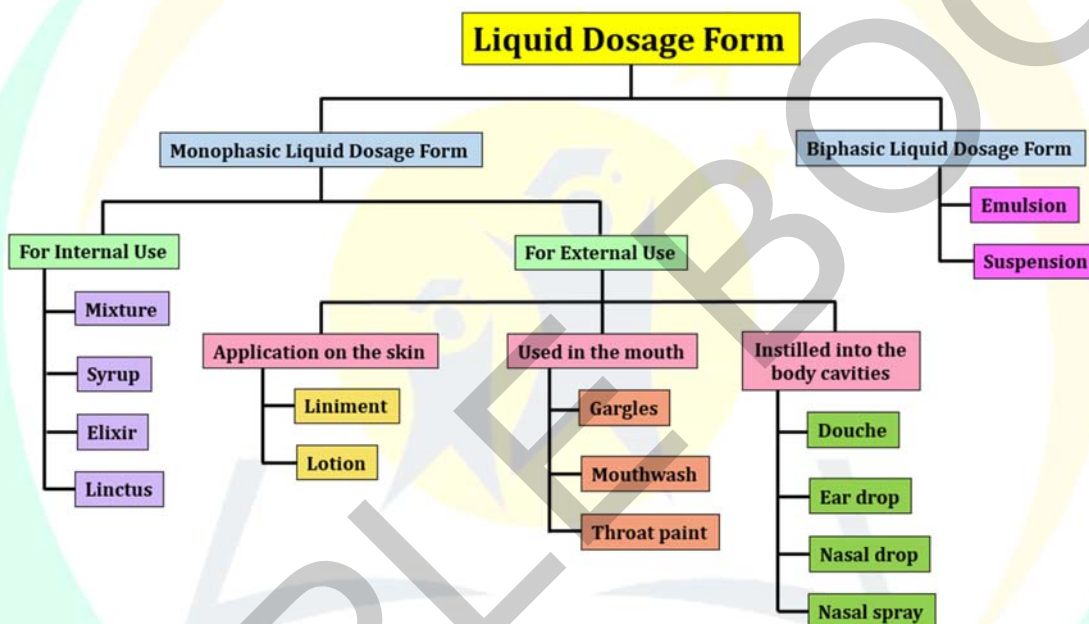 Liquid Dosage Form
Monophasic Liquid Dosage Form
Biphasic Liquid Dosage Form
Emulsion
Suspension
For Internal Use
Mixture
Syrup
Elixir
Linctus
For External Use
Application on the skin
Liniment
Lotion
Used in the mouth
Gargles
Mouthwash
Throat paint
Instilled into the
body cavities
Douche
Ear drop
Nasal drop
Nasal spray